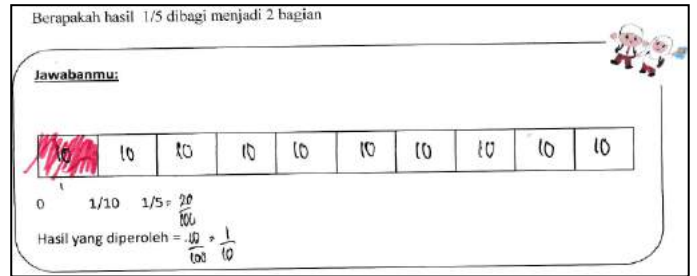 Berapakah hasil 1/5 dibagi menjadi 2 bagian
Jawabanmu:
10 10 10 10 10 10 10 10 10 10
0 1/10 1/5 = 20/100
Hasil yang diperoleh = 10/100 = 1/10